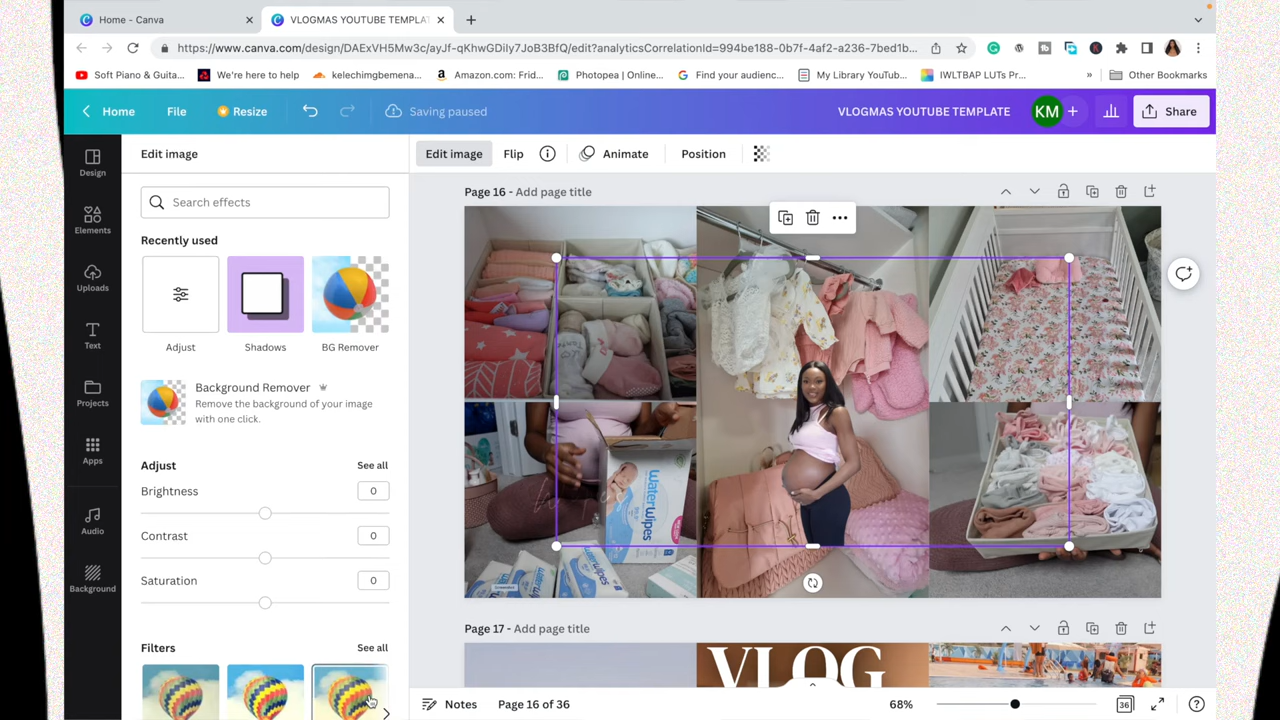 Home - Canva
VLOGMAS YOUTUBE TEMPLA
https://www.canva.com/design/DAExVH5Mw3c/ayJf-qKhwGDiIy7JoB3BfQ/edit?analyticsCorrelationId=994be188-0b7f-4af2-a236-7bed1b...
Soft Piano & Guita...
We're here to help
kelechimgbemena...
Amazon.com: Frid...
Photopea | Online...
Find your audienc...
My Library YouTub...
IWLTBAP LUTs Pr...
»
Other Bookmarks
Home
File
Resize
Saving paused
VLOGMAS YOUTUBE TEMPLATE
KM
Share
Design
Elements
Uploads
Text
Projects
Apps
Audio
Background
Edit image
Search effects
Recently used
Adjust
Shadows
BG Remover
Background Remover
Remove the background of your image
with one click.
Adjust
See all
Brightness
0
Contrast
0
Saturation
0
Filters
See all
Edit image
Flip
Animate
Position
Page 16 - Add page title
waterwipes
waterwipes
Page 17 - Add page title
VLOG
Notes
Page 16 of 36
68%
36